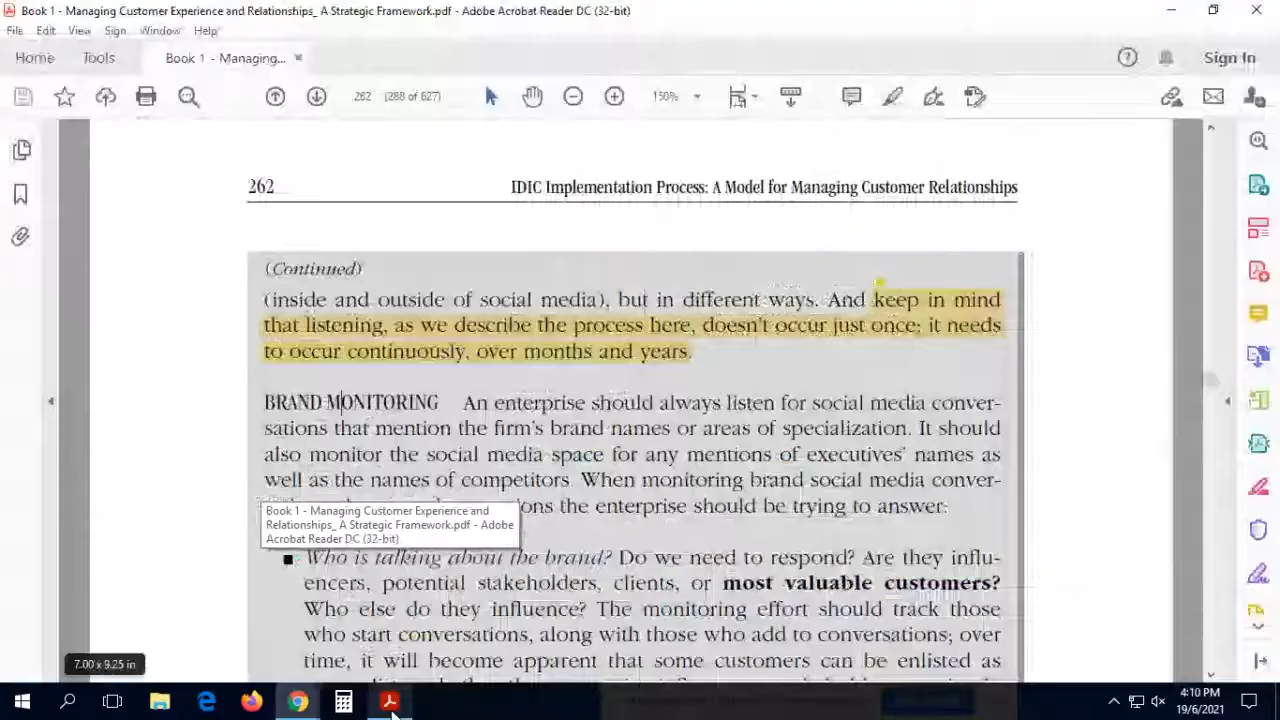 Book 1 - Managing Customer Experience and Relationships_ A Strategic Framework.pdf - Adobe Acrobat Reader DC (32-bit)
File Edit View Sign Window Help
Home Tools Book 1 - Managing... Sign In
262 (288 of 627) 150%
262 IDIC Implementation Process: A Model for Managing Customer Relationships
(Continued)
(inside and outside of social media), but in different ways. And keep in mind
that listening, as we describe the process here, doesn't occur just once; it needs
to occur continuously, over months and years.
BRAND MONITORING An enterprise should always listen for social media conver-
sations that mention the firm's brand names or areas of specialization. It should
also monitor the social media space for any mentions of executives' names as
well as the names of competitors. When monitoring brand social media conver-
ons the enterprise should be trying to answer:
Book 1 - Managing Customer Experience and
Relationships_ A Strategic Framework.pdf - Adobe
Acrobat Reader DC (32-bit)
■ Who is talking about the brand? Do we need to respond? Are they influ-
encers, potential stakeholders, clients, or most valuable customers?
Who else do they influence? The monitoring effort should track those
who start conversations, along with those who add to conversations; over
time, it will become apparent that some customers can be enlisted as
7.00 x 9.25 in
4:10 PM
19/6/2021